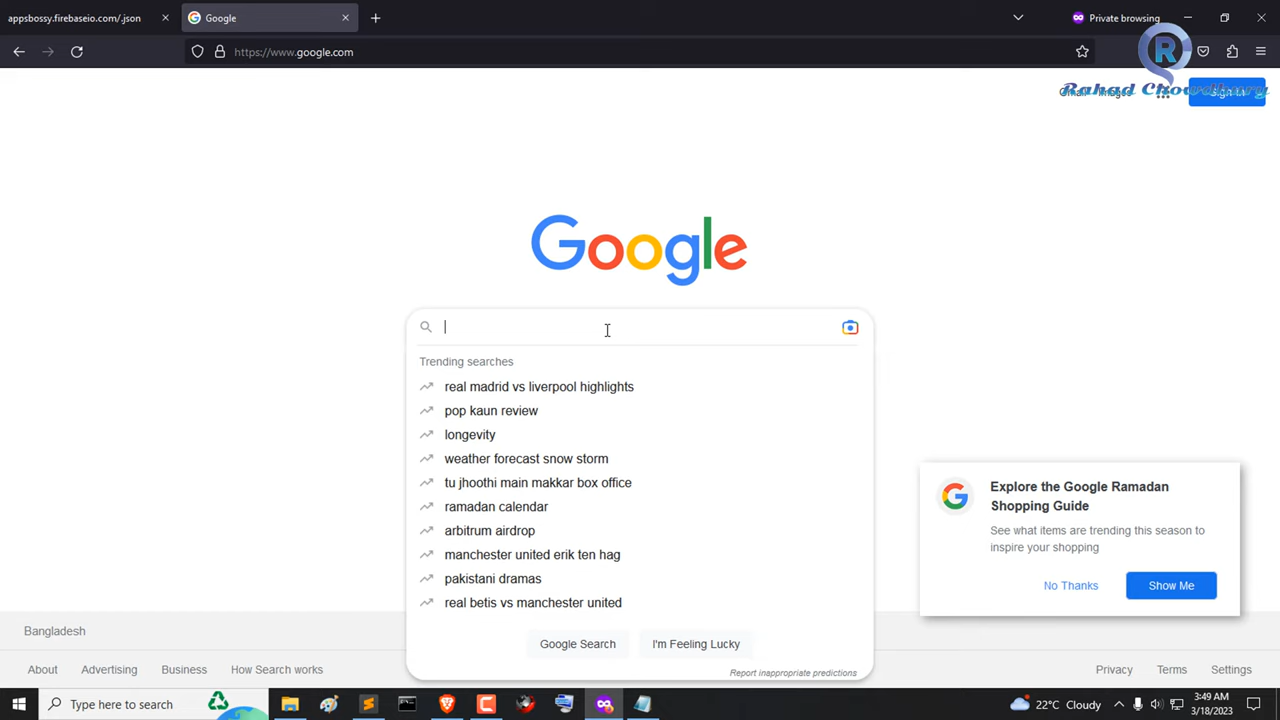 appsbossy.firebaseio.com/.json
Google
Private browsing
https://www.google.com
R
Rahad Chowdhury
Google
Trending searches
real madrid vs liverpool highlights
pop kaun review
longevity
weather forecast snow storm
tu jhoothi main makkar box office
ramadan calendar
arbitrum airdrop
manchester united erik ten hag
pakistani dramas
real betis vs manchester united
Google Search
I'm Feeling Lucky
Report inappropriate predictions
Explore the Google Ramadan
Shopping Guide
See what items are trending this season to
inspire your shopping
No Thanks
Show Me
Bangladesh
About
Advertising
Business
How Search works
Privacy
Terms
Settings
Type here to search
22°C Cloudy
3:49 AM
3/18/2023